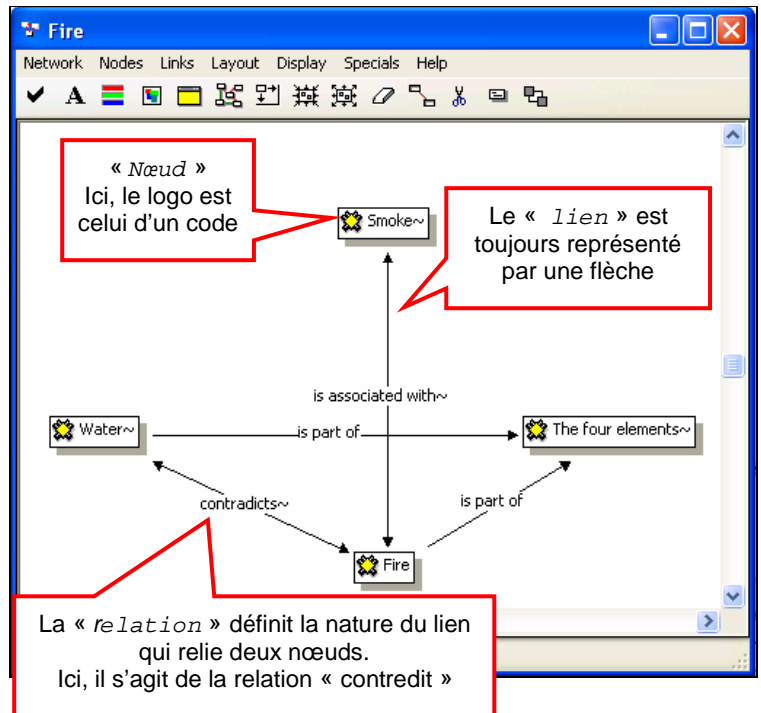 Fire
Network Nodes Links Layout Display Specials Help
A
« Nœud »
Ici, le logo est
celui d'un code
Smoke~
Le « lien » est
toujours représenté
par une flèche
is associated with~
Water~
is part of
The four elements~
contradicts~
is part of
Fire
La « relation » définit la nature du lien
qui relie deux nœuds.
Ici, il s'agit de la relation « contredit »